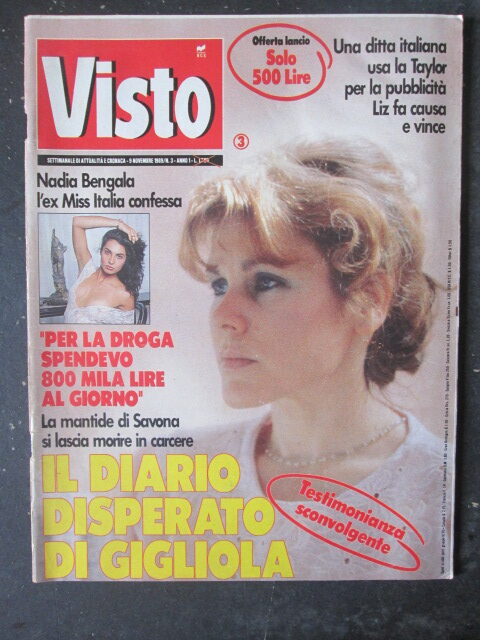 RCS
Visto
SETTIMANALE DI ATTUALITÀ E CRONACA - 9 NOVEMBRE 1989/N. 3 - ANNO 1 - L.
Offerta lancio
Solo
500 Lire
Una ditta italiana
usa la Taylor
per la pubblicità
Liz fa causa
e vince
3
Nadia Bengala
l'ex Miss Italia confessa
"PER LA DROGA
SPENDEVO
800 MILA LIRE
AL GIORNO"
La mantide di Savona
si lascia morire in carcere
IL DIARIO
DISPERATO
DI GIGLIOLA
Testimonianza
sconvolgente